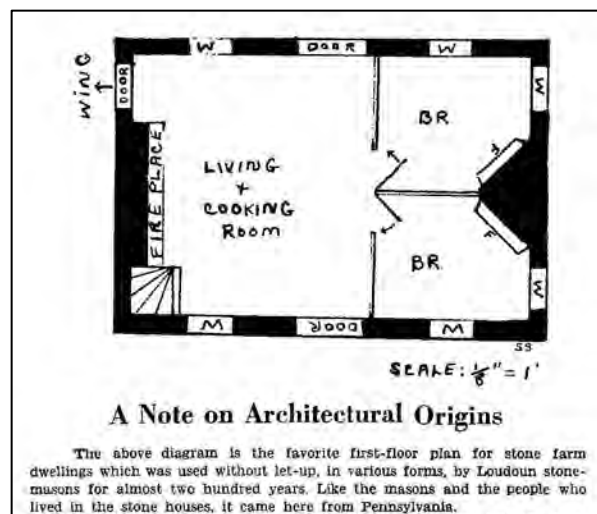 W
DOOR
W
WING
DOOR
M
BR
F
FIRE PLACE
LIVING
+
COOKING
ROOM
F
BR
M
W
DOOR
W
SS
SCALE: 1/8" = 1'
A Note on Architectural Origins
The above diagram is the favorite first-floor plan for stone farm
dwellings which was used without let-up, in various forms, by Loudoun stone-
masons for almost two hundred years. Like the masons and the people who
lived in the stone houses, it came here from Pennsylvania.